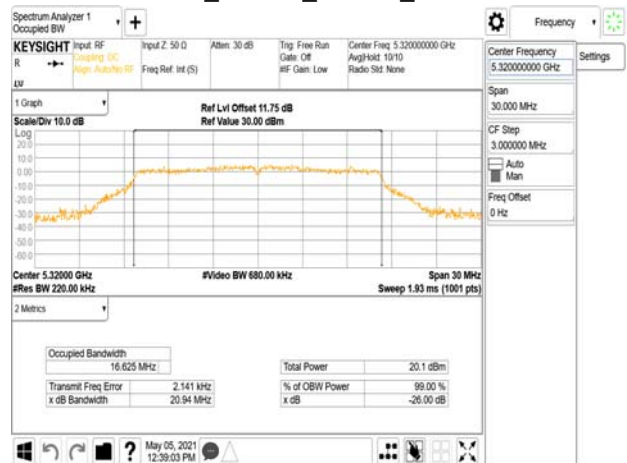 Spectrum Analyzer 1
Occupied BW
+
Frequency
KEYSIGHT
R
Input: RF
Coupling: DC
Align: Auto/No RF
Input Z: 50 Ω
Freq Ref: Int (S)
Atten: 30 dB
Trig: Free Run
Gate: Off
#IF Gain: Low
Center Freq: 5.320000000 GHz
Avg|Hold: 10/10
Radio Std: None
Center Frequency
5.320000000 GHz
Settings
Span
30.000 MHz
CF Step
3.000000 MHz
Auto
Man
Freq Offset
0 Hz
1 Graph
Scale/Div 10.0 dB
Ref Lvl Offset 11.75 dB
Ref Value 30.00 dBm
Log
20.0
10.0
0.00
-10.0
-20.0
-30.0
-40.0
-50.0
-60.0
Center 5.32000 GHz
#Res BW 220.00 kHz
#Video BW 680.00 kHz
Span 30 MHz
Sweep 1.93 ms (1001 pts)
2 Metrics
Occupied Bandwidth
16.625 MHz
Transmit Freq Error 2.141 kHz
x dB Bandwidth 20.94 MHz
Total Power 20.1 dBm
% of OBW Power 99.00 %
x dB -26.00 dB
?
May 05, 2021
12:39:03 PM